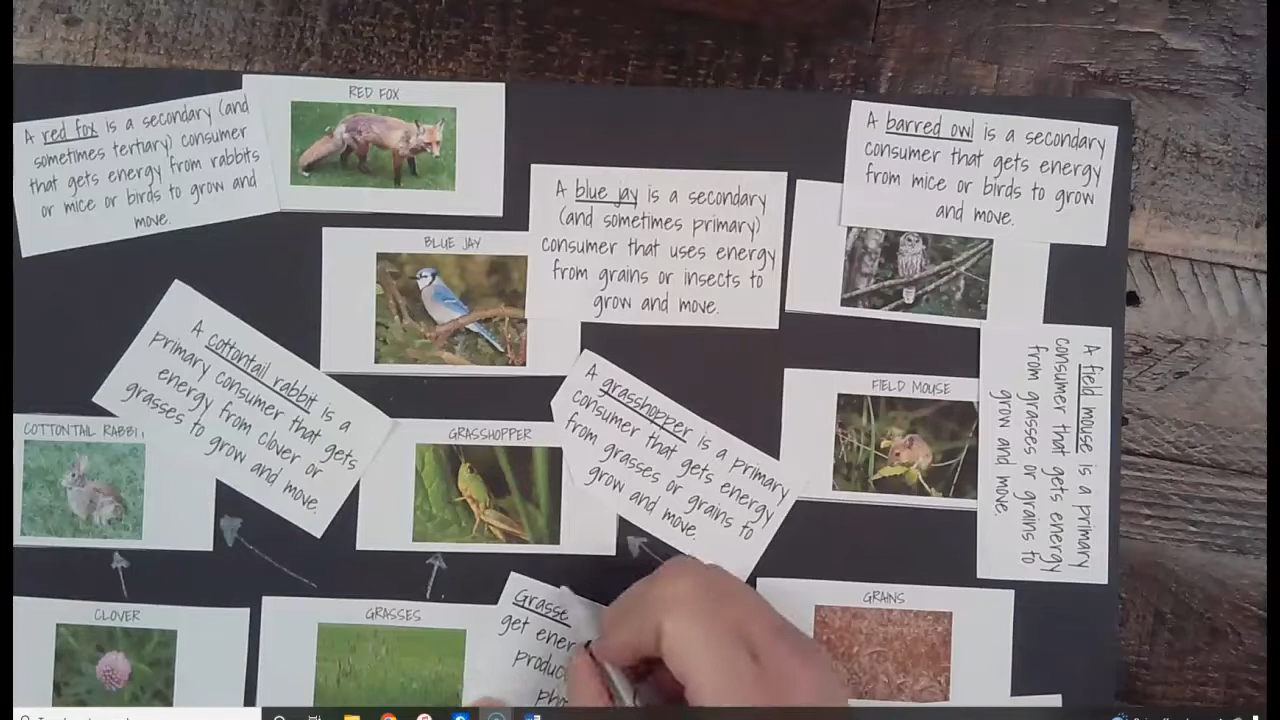 A red fox is a secondary (and
sometimes tertiary) consumer
that gets energy from rabbits
or mice or birds to grow and
move.
RED FOX
A blue jay is a secondary
(and sometimes primary)
consumer that uses energy
from grains or insects to
grow and move.
BLUE JAY
A barred owl is a secondary
consumer that gets energy
from mice or birds to grow
and move.
A cottontail rabbit is a
primary consumer that gets
energy from clover or
grasses to grow and move.
COTTONTAIL
GRASSHOPPER
A grasshopper is a primary
consumer that gets energy
from grasses or grains to
grow and move.
FIELD MOUSE
A field mouse is a primary
consumer that gets energy
from grasses or grains to
grow and move.
CLOVER
GRASSES
Grasse
get ener
produc
pho
GRAINS